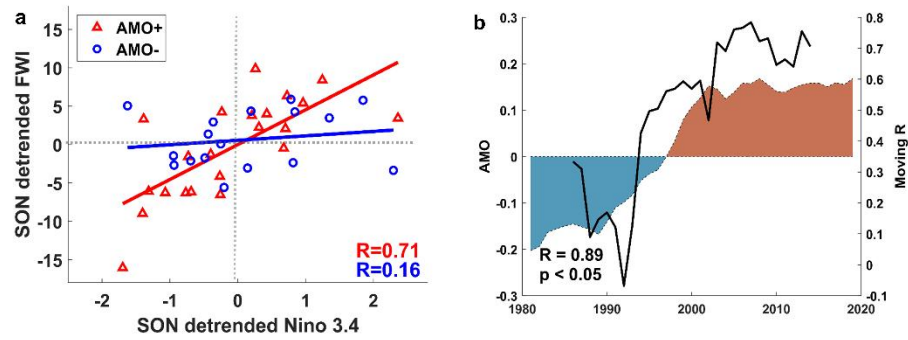 a
AMO+
AMO-
SON detrended FWI
15
10
5
0
-5
-10
-15
R=0.71
R=0.16
-2
-1
0
1
2
SON detrended Nino 3.4
b
AMO
0.3
0.2
0.1
0
-0.1
-0.2
-0.3
R = 0.89
p < 0.05
1980
1990
2000
2010
2020
0.8
0.7
0.6
0.5
0.4
0.3
0.2
0.1
0
-0.1
Moving R